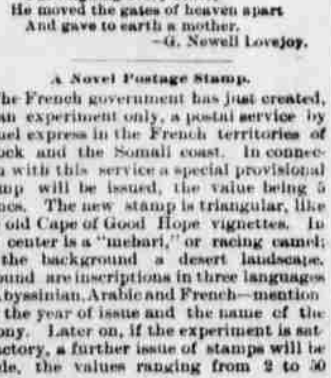 He moved the gates of heaven apart
And gave to earth a mother.
—G. Newell Lovejoy.
A Novel Postage Stamp.
The French government has just created,
an experiment only, a postal service by
uel express in the French territories of
ock and the Somali coast. In connec-
n with this service a special provisional
mp will be issued, the value being 5
ncs. The new stamp is triangular, like
old Cape of Good Hope vignettes. In
center is a "mehari," or racing camel;
the background a desert landscape.
ound are inscriptions in three languages
byssinian, Arabic and French—mention
the year of issue and the name of the
ony. Later on, if the experiment is sat-
actory, a further issue of stamps will be
de, the values ranging from 2 to 50